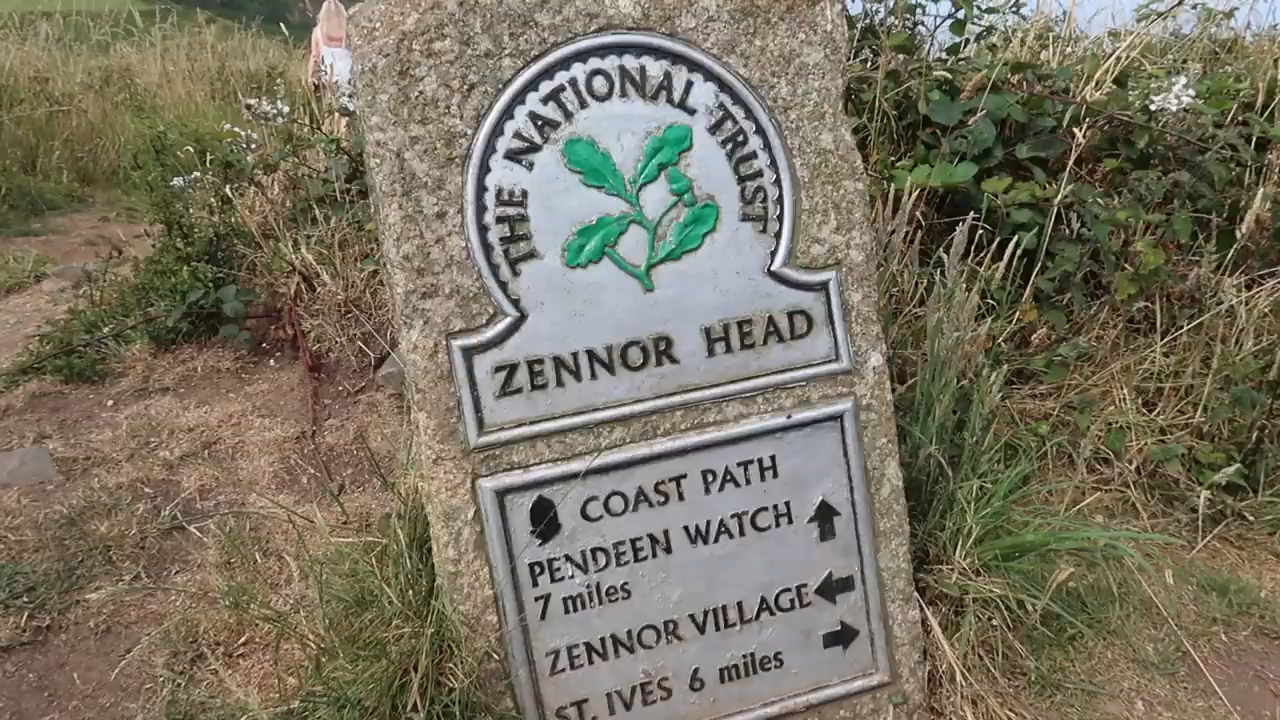 THE NATIONAL TRUST
ZENNOR HEAD
COAST PATH
PENDEEN WATCH
7 miles
ZENNOR VILLAGE
ST. IVES 6 miles